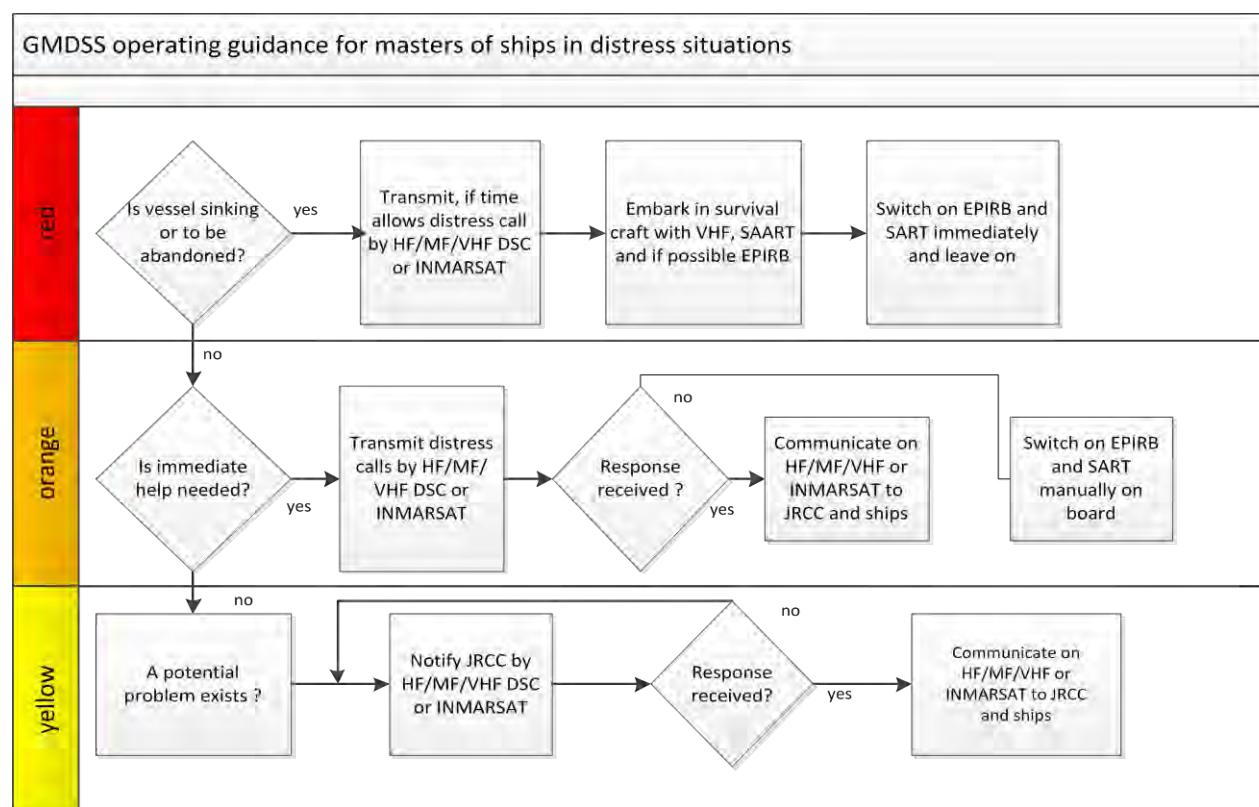 GMDSS operating guidance for masters of ships in distress situations
red
Is vessel sinking
or to be
abandoned?
yes
Transmit, if time
allows distress call
by HF/MF/VHF DSC
or INMARSAT
Embark in survival
craft with VHF, SAART
and if possible EPIRB
Switch on EPIRB and
SART immediately
and leave on
no
orange
Is immediate
help needed?
yes
Transmit distress
calls by HF/MF/
VHF DSC or
INMARSAT
Response
received ?
no
yes
Communicate on
HF/MF/VHF or
INMARSAT to
JRCC and ships
Switch on EPIRB
and SART
manually on
board
no
yellow
A potential
problem exists ?
Notify JRCC by
HF/MF/VHF DSC
or INMARSAT
Response
received?
no
yes
Communicate on
HF/MF/VHF or
INMARSAT to JRCC
and ships